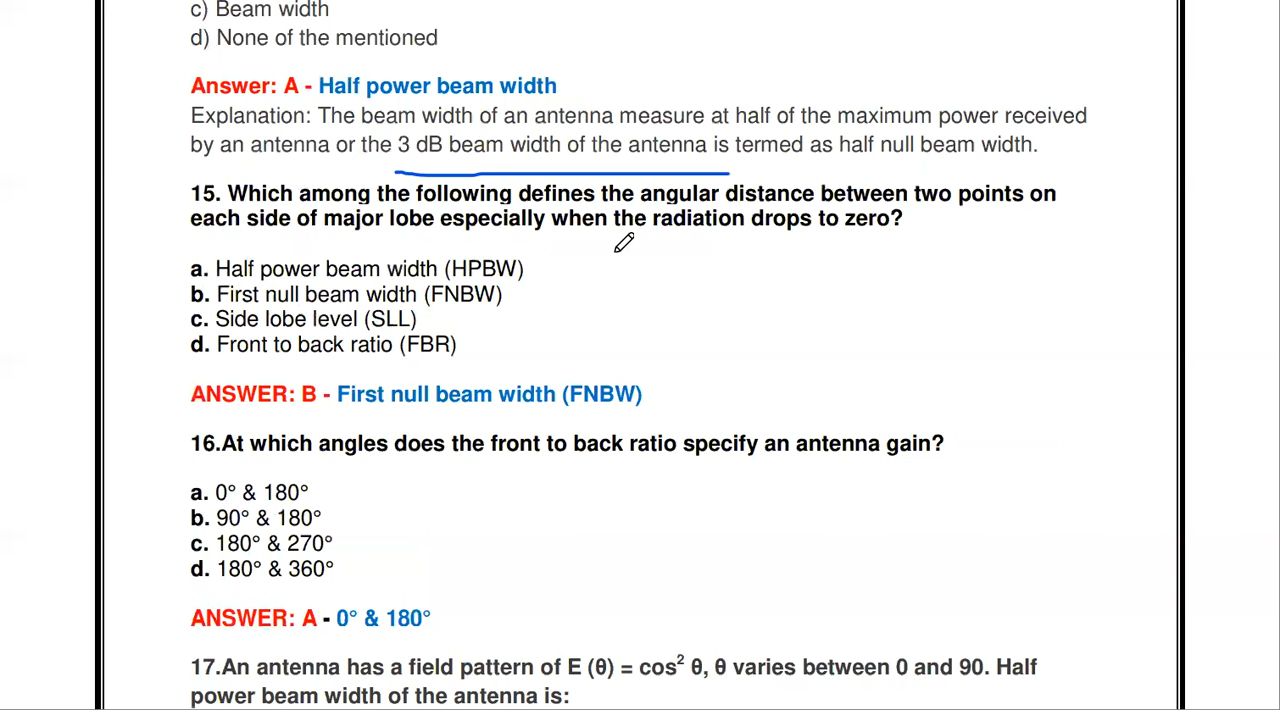 c) Beam width
d) None of the mentioned
Answer: A - Half power beam width
Explanation: The beam width of an antenna measure at half of the maximum power received
by an antenna or the 3 dB beam width of the antenna is termed as half null beam width.
15. Which among the following defines the angular distance between two points on
each side of major lobe especially when the radiation drops to zero?
a. Half power beam width (HPBW)
b. First null beam width (FNBW)
c. Side lobe level (SLL)
d. Front to back ratio (FBR)
ANSWER: B - First null beam width (FNBW)
16.At which angles does the front to back ratio specify an antenna gain?
a. 0° & 180°
b. 90° & 180°
c. 180° & 270°
d. 180° & 360°
ANSWER: A - 0° & 180°
17.An antenna has a field pattern of E (θ) = cos² θ, θ varies between 0 and 90. Half
power beam width of the antenna is: